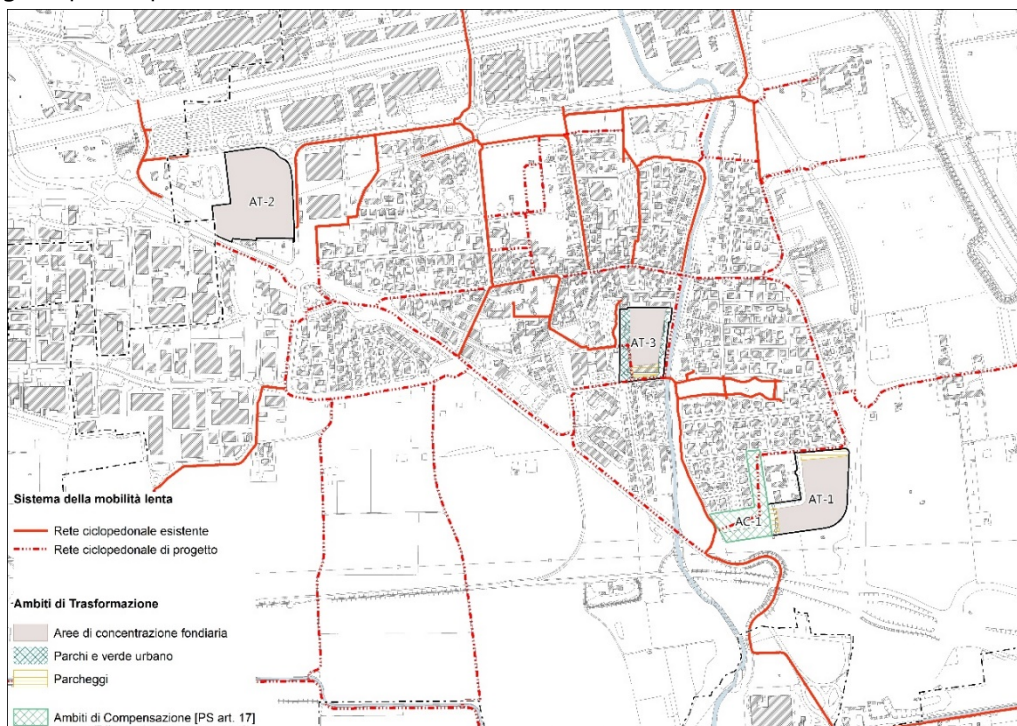 AT-2
AT-3
AT-1
AC-1
Sistema della mobilità lenta
Rete ciclopedonale esistente
Rete ciclopedonale di progetto
Ambiti di Trasformazione
Aree di concentrazione fondiaria
Parchi e verde urbano
Parcheggi
Ambiti di Compensazione [PS art. 17]